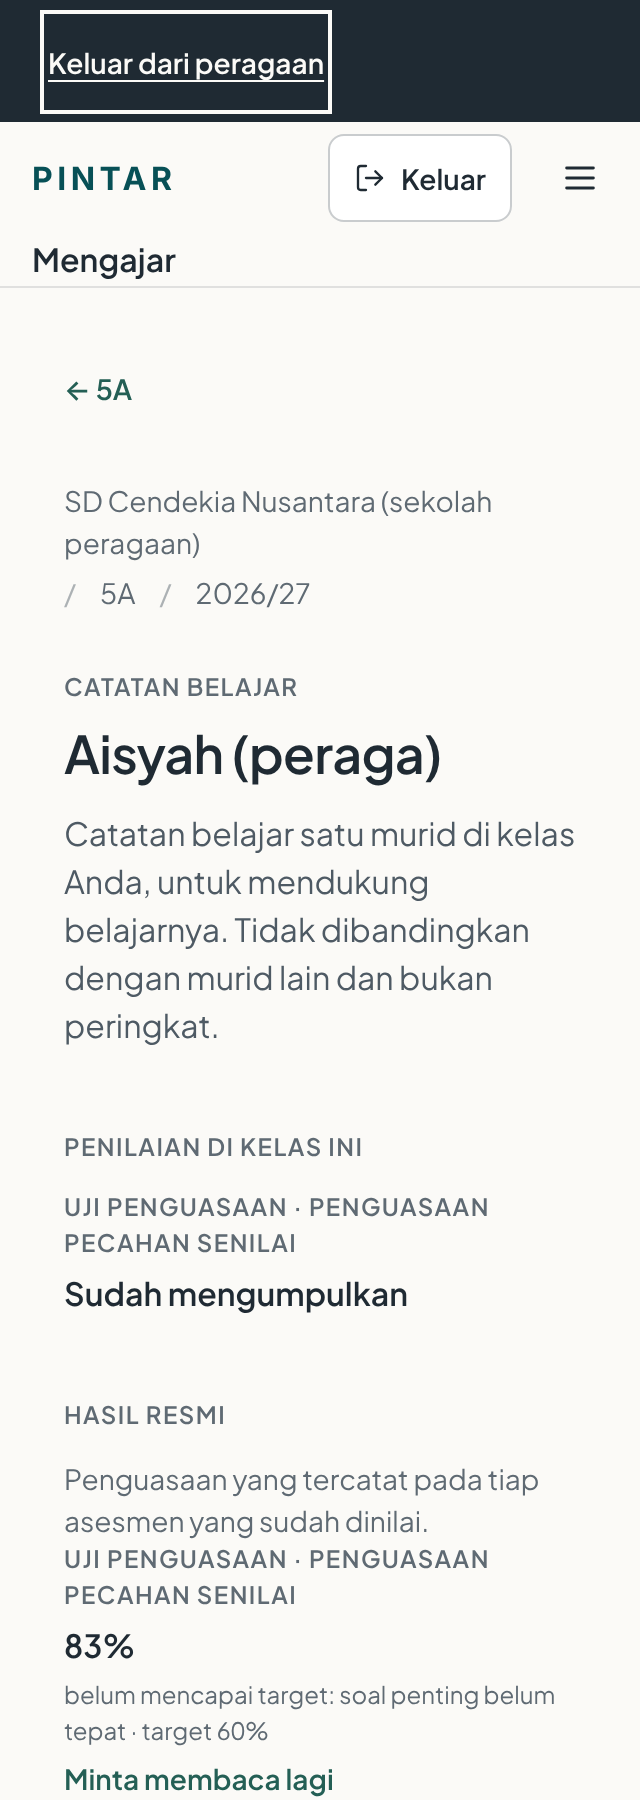 Keluar dari peragaan
PINTAR
Keluar
Mengajar
← 5A
SD Cendekia Nusantara (sekolah
peragaan)
/ 5A / 2026/27
CATATAN BELAJAR
Aisyah (peraga)
Catatan belajar satu murid di kelas
Anda, untuk mendukung
belajarnya. Tidak dibandingkan
dengan murid lain dan bukan
peringkat.
PENILAIAN DI KELAS INI
UJI PENGUASAAN · PENGUASAAN
PECAHAN SENILAI
Sudah mengumpulkan
HASIL RESMI
Penguasaan yang tercatat pada tiap
asesmen yang sudah dinilai.
UJI PENGUASAAN · PENGUASAAN
PECAHAN SENILAI
83%
belum mencapai target: soal penting belum
tepat · target 60%
Minta membaca lagi